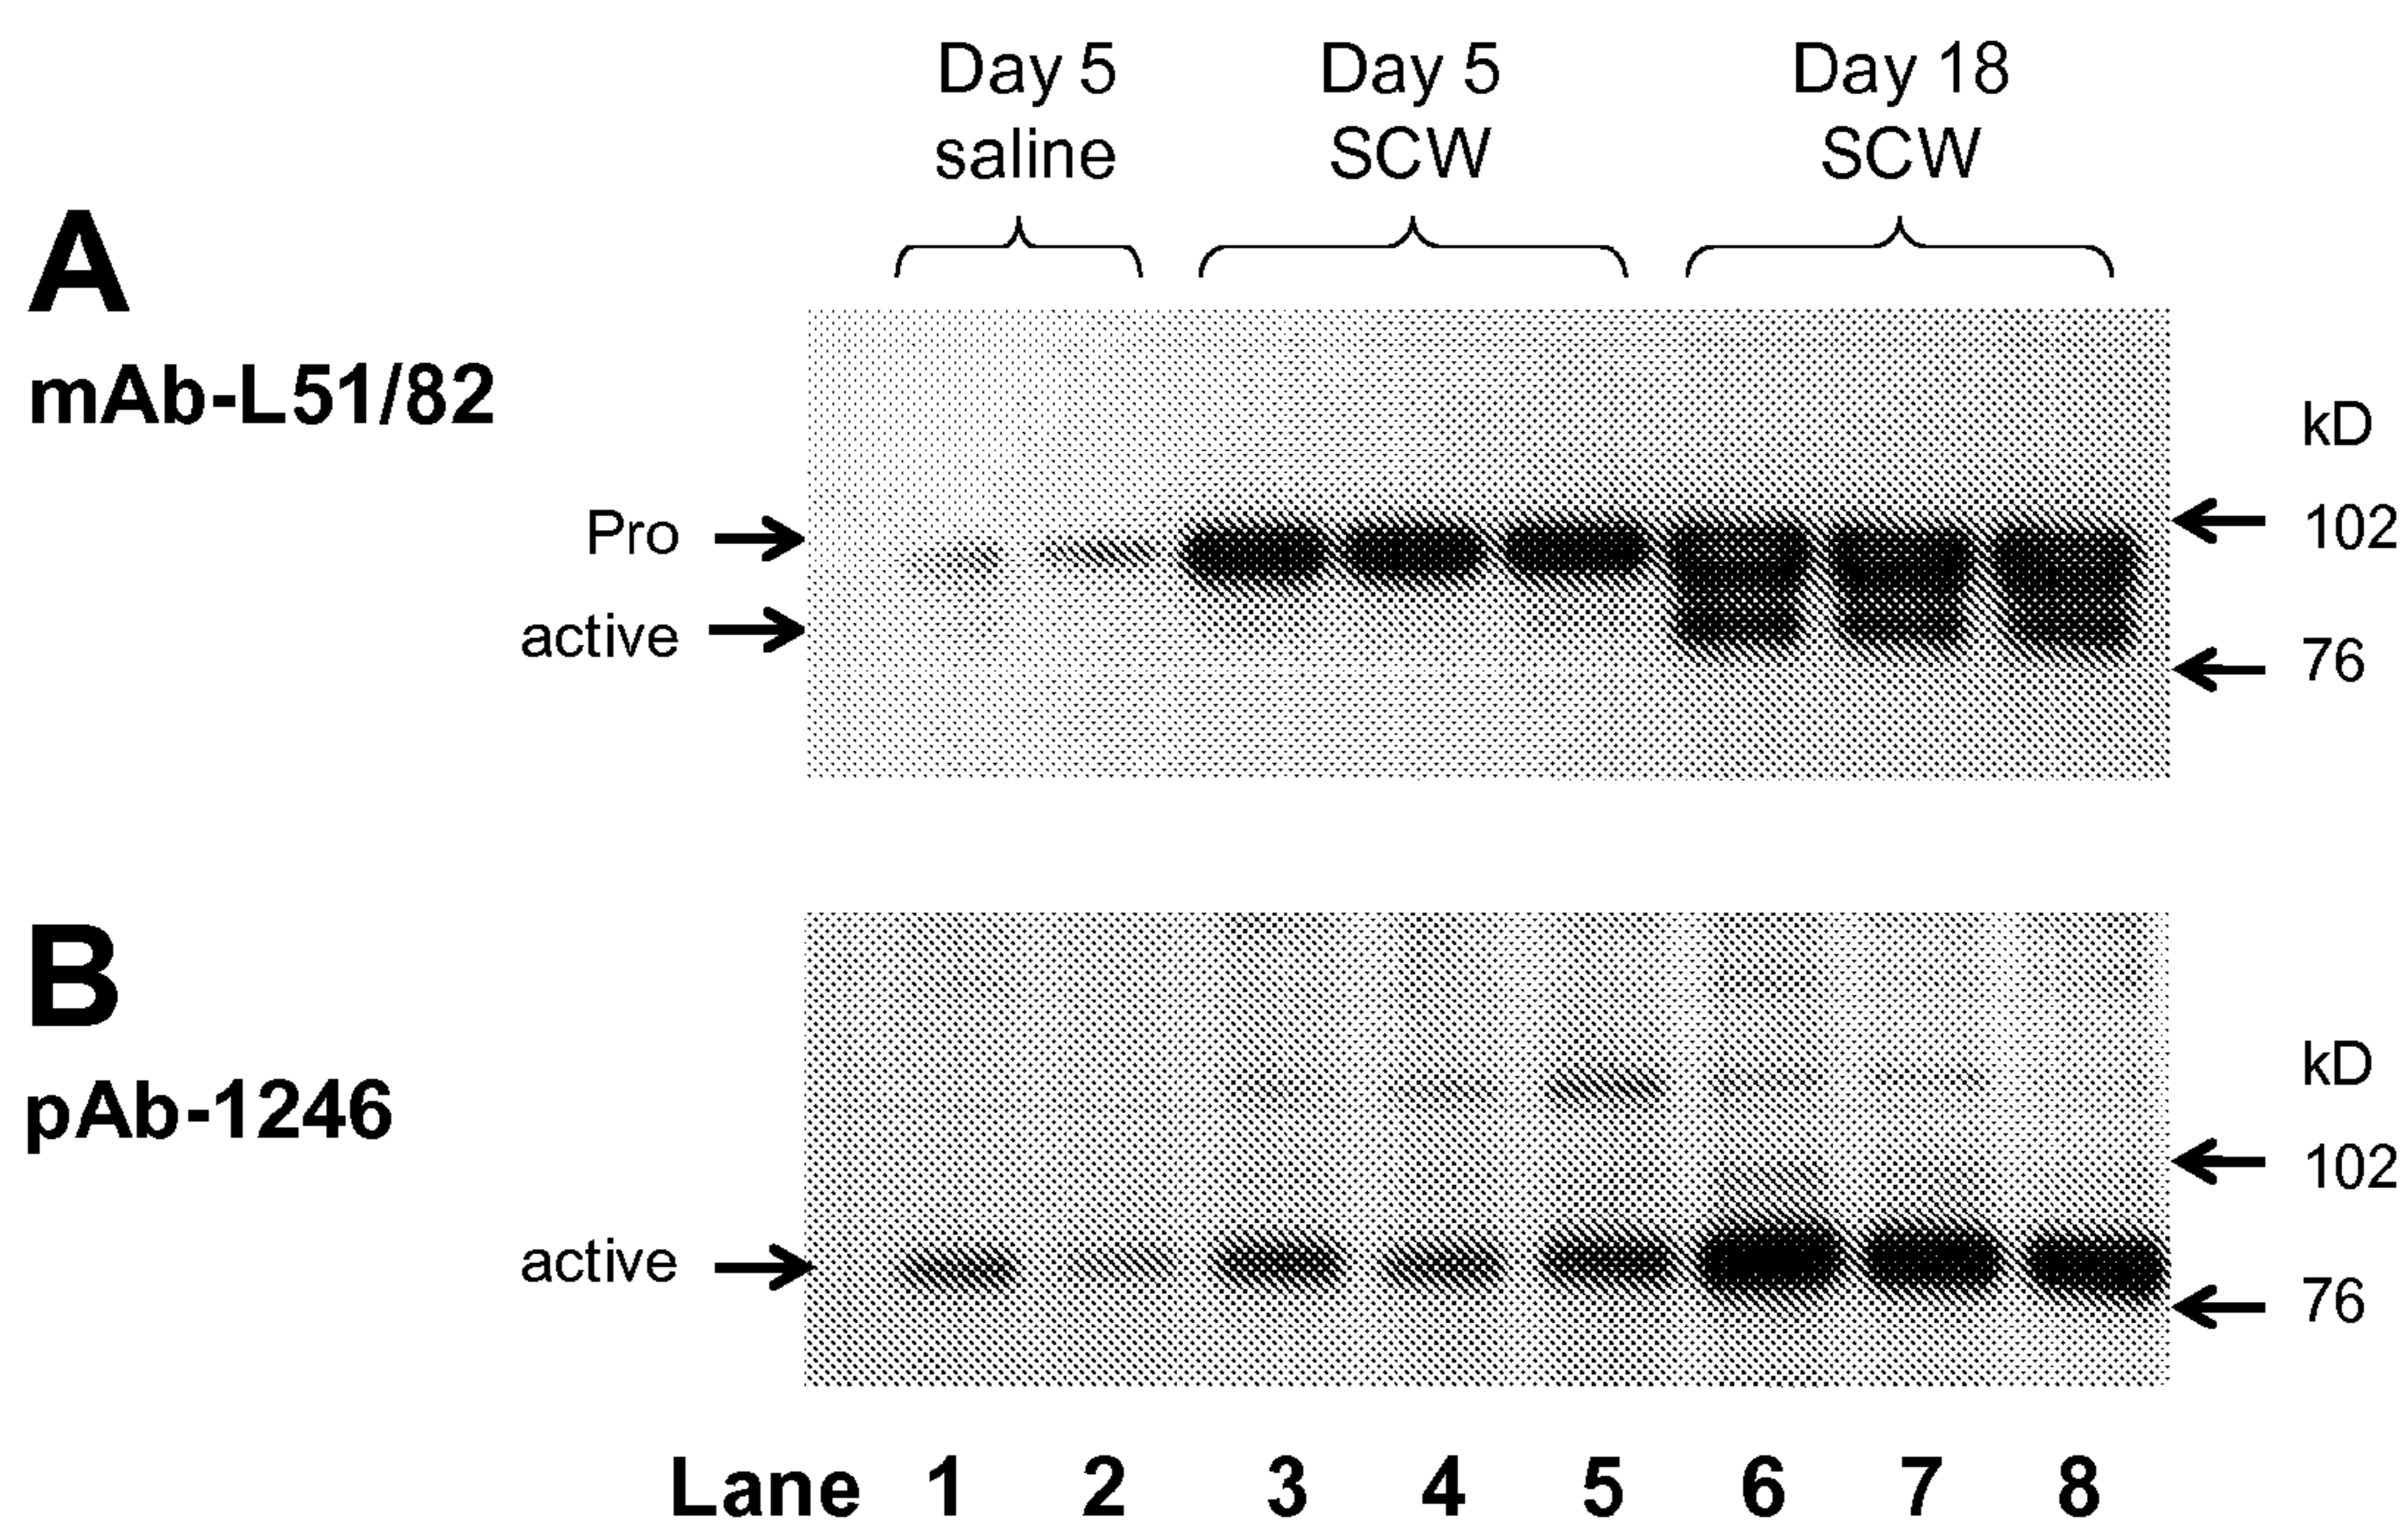 Day 5 Day 5 Day 18
saline SCW SCW
A
mAb-L51/82
kD
Pro 102
active 76
B
pAb-1246
kD
102
active 76
Lane 1 2 3 4 5 6 7 8